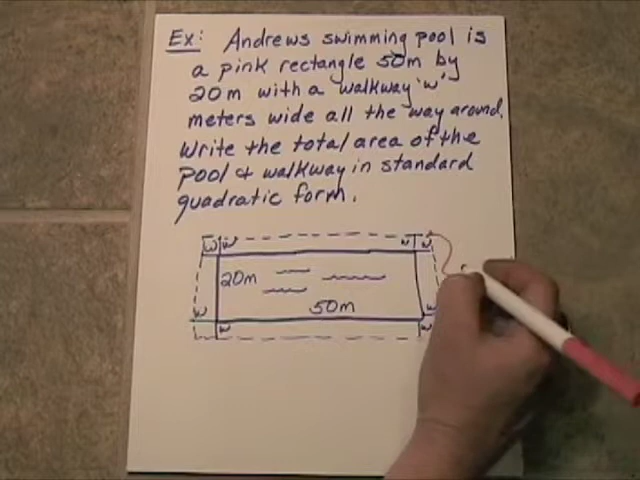 Ex: Andrews swimming pool is
a pink rectangle 50m by
20m with a walkway 'w'
meters wide all the way around.
Write the total area of the
pool & walkway in standard
quadratic form.
w w w w
20m
50m
w w
w w